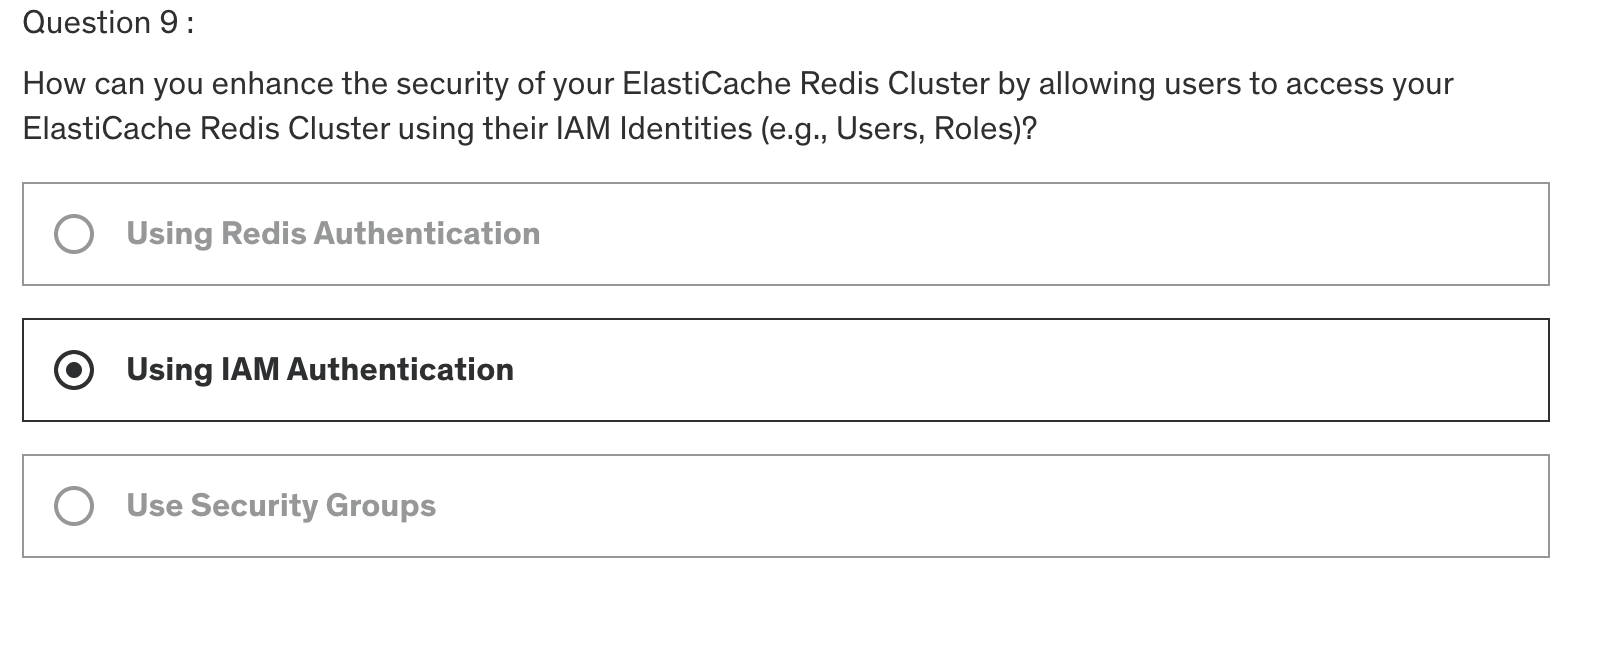 Question 9 :
How can you enhance the security of your ElastiCache Redis Cluster by allowing users to access your
ElastiCache Redis Cluster using their IAM Identities (e.g., Users, Roles)?
Using Redis Authentication
Using IAM Authentication
Use Security Groups